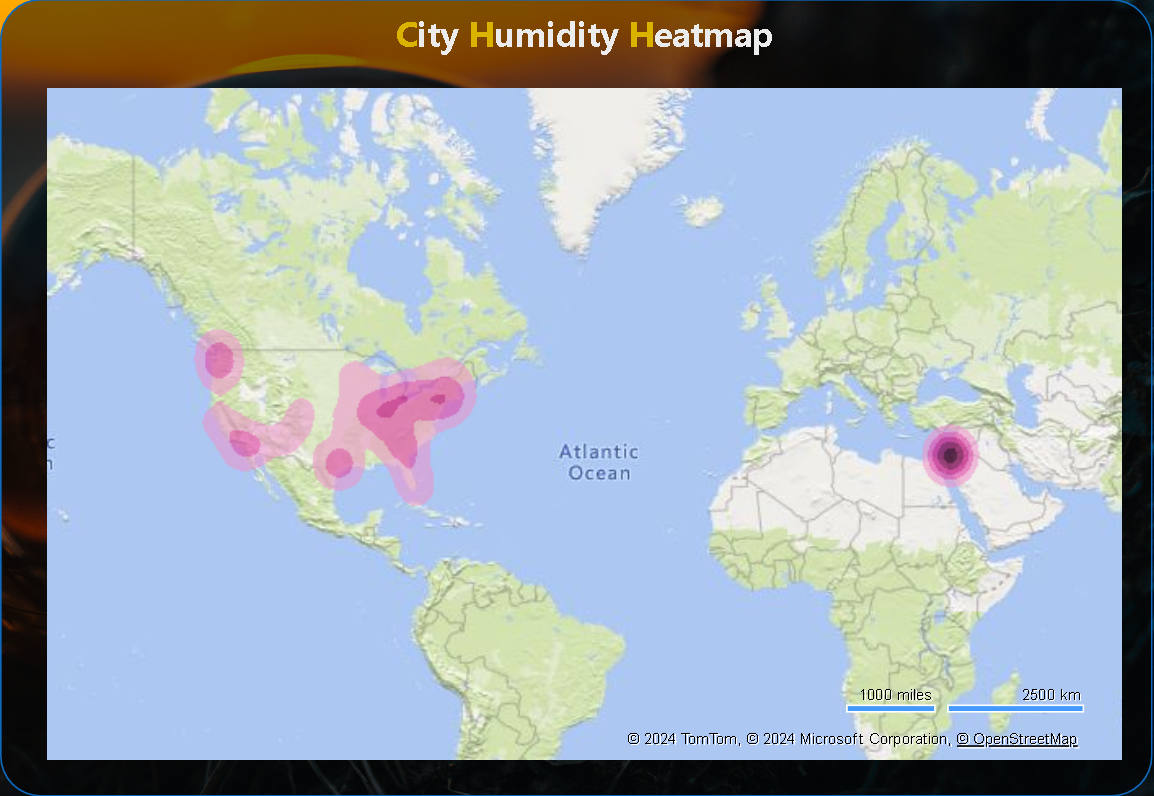 City Humidity Heatmap
Atlantic
Ocean
c
n
1000 miles
2500 km
© 2024 TomTom, © 2024 Microsoft Corporation, © OpenStreetMap